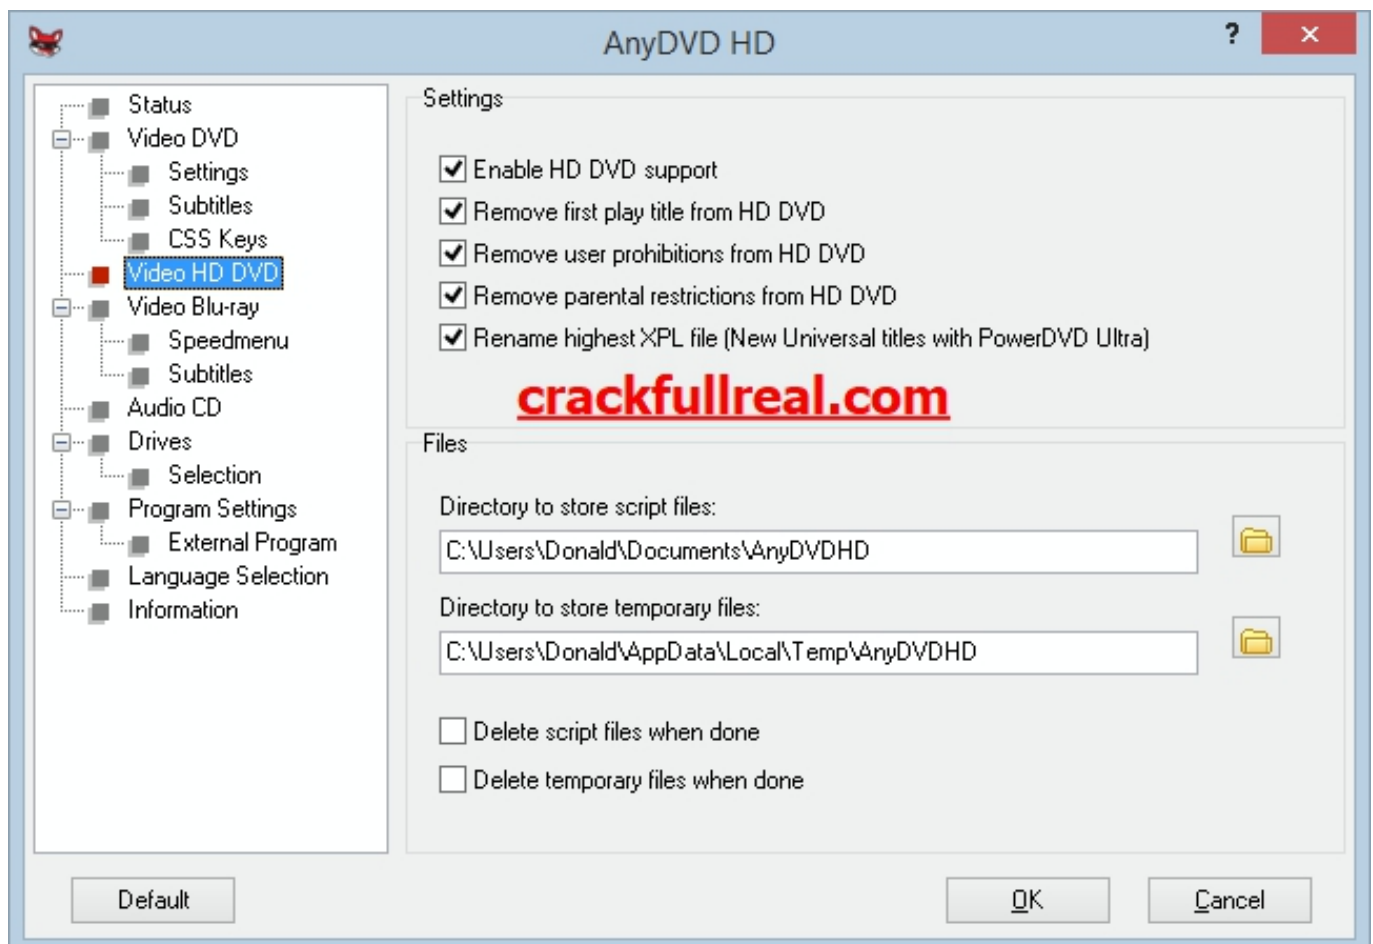 AnyDVD HD
?
Status
Video DVD
Settings
Subtitles
CSS Keys
Video HD DVD
Video Blu-ray
Speedmenu
Subtitles
Audio CD
Drives
Selection
Program Settings
External Program
Language Selection
Information
Settings
Enable HD DVD support
Remove first play title from HD DVD
Remove user prohibitions from HD DVD
Remove parental restrictions from HD DVD
Rename highest XPL file (New Universal titles with PowerDVD Ultra)
crackfullreal.com
Files
Directory to store script files:
C:\Users\Donald\Documents\AnyDVDHD
Directory to store temporary files:
C:\Users\Donald\AppData\Local\Temp\AnyDVDHD
Delete script files when done
Delete temporary files when done
Default
OK
Cancel